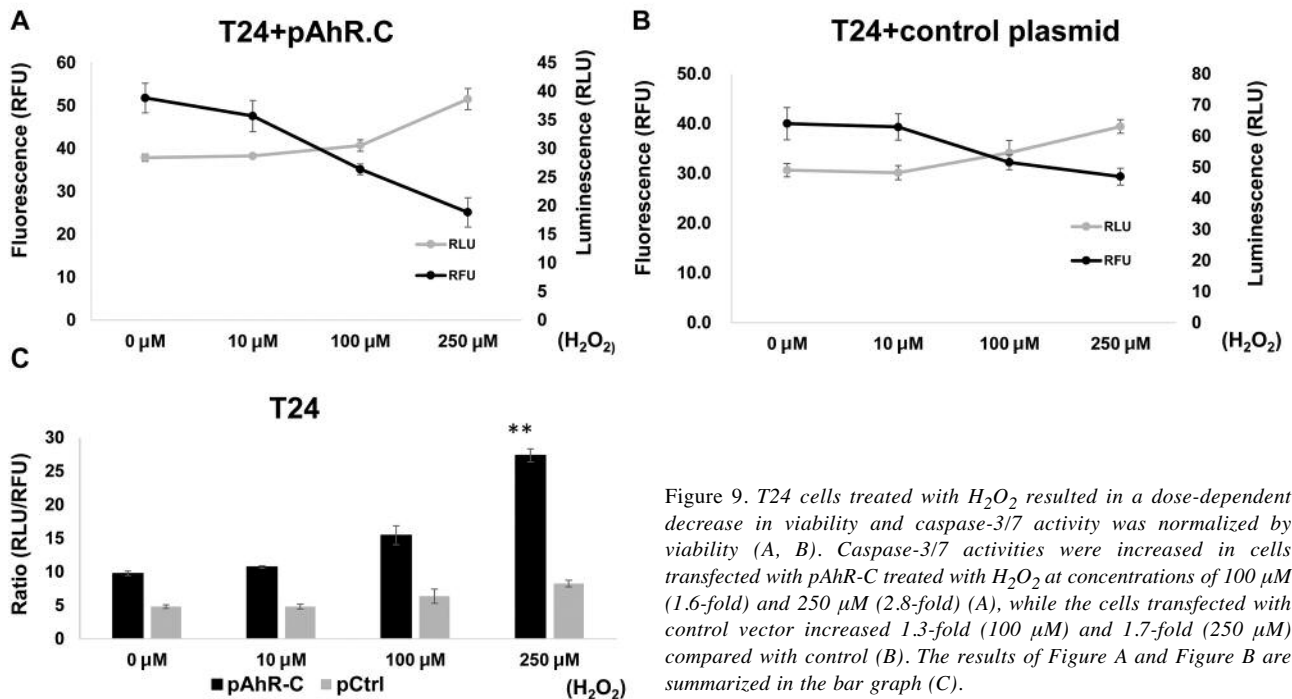 A
T24+pAhR.C
Fluorescence (RFU)
60
50
40
30
20
10
0
45
40
35
30
25
20
15
10
5
0
Luminescence (RLU)
RLU
RFU
0 μM
10 μM
100 μM
250 μM
(H2O2)
B
T24+control plasmid
Fluorescence (RFU)
50.0
40.0
30.0
20.0
10.0
0.0
80
70
60
50
40
30
20
10
0
Luminescence (RLU)
RLU
RFU
0 μM
10 μM
100 μM
250 μM
(H2O2)
C
T24
Ratio (RLU/RFU)
30
25
20
15
10
5
0
**
0 μM
10 μM
100 μM
250 μM
pAhR-C
pCtrl
(H2O2)
Figure 9. T24 cells treated with H2O2 resulted in a dose-dependent
decrease in viability and caspase-3/7 activity was normalized by
viability (A, B). Caspase-3/7 activities were increased in cells
transfected with pAhR-C treated with H2O2 at concentrations of 100 μM
(1.6-fold) and 250 μM (2.8-fold) (A), while the cells transfected with
control vector increased 1.3-fold (100 μM) and 1.7-fold (250 μM)
compared with control (B). The results of Figure A and Figure B are
summarized in the bar graph (C).